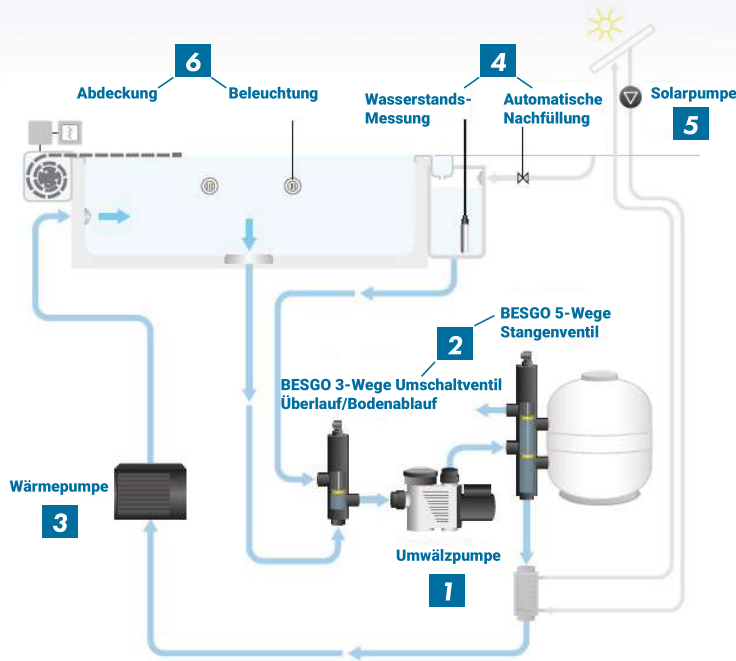 6
Abdeckung
Beleuchtung
4
Wasserstands-
Messung
Automatische
Nachfüllung
Solarpumpe
5
BESGO 5-Wege
Stangenventil
2
BESGO 3-Wege Umschaltventil
Überlauf/Bodenablauf
Wärmepumpe
3
Umwälzpumpe
1